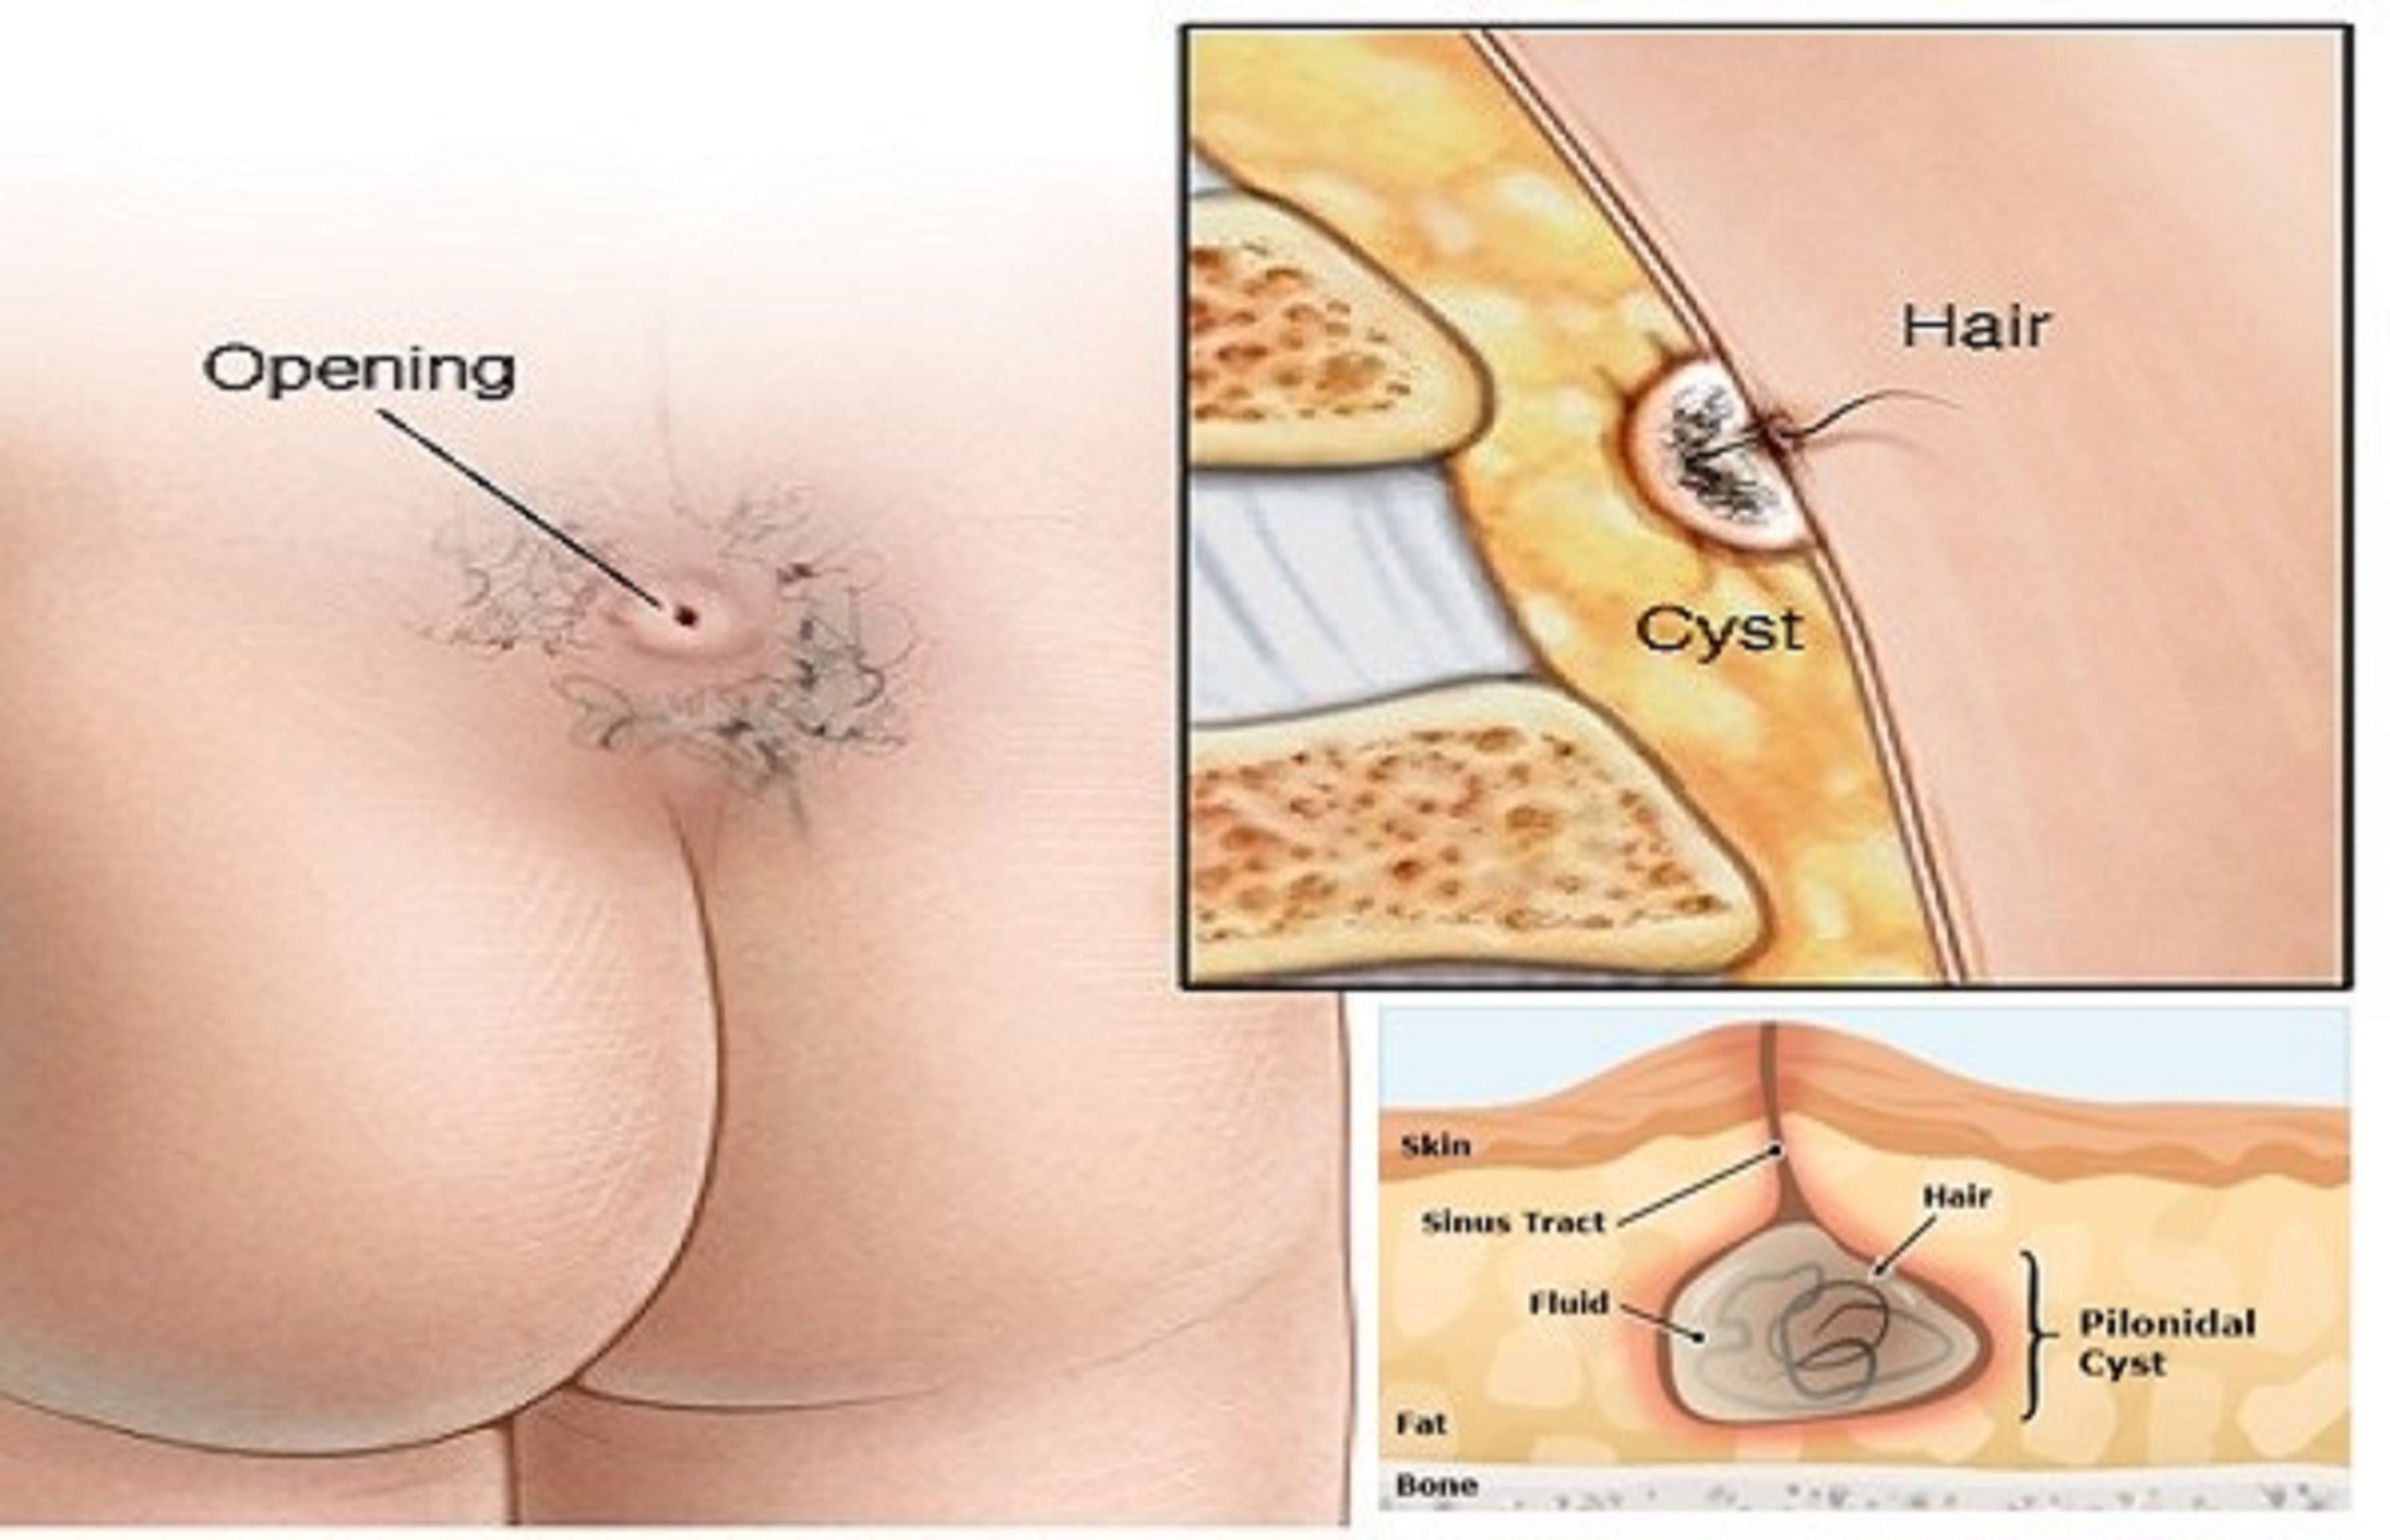 Opening
Hair
Cyst
Skin
Sinus Tract
Hair
Fluid
Pilonidal
Cyst
Fat
Bone